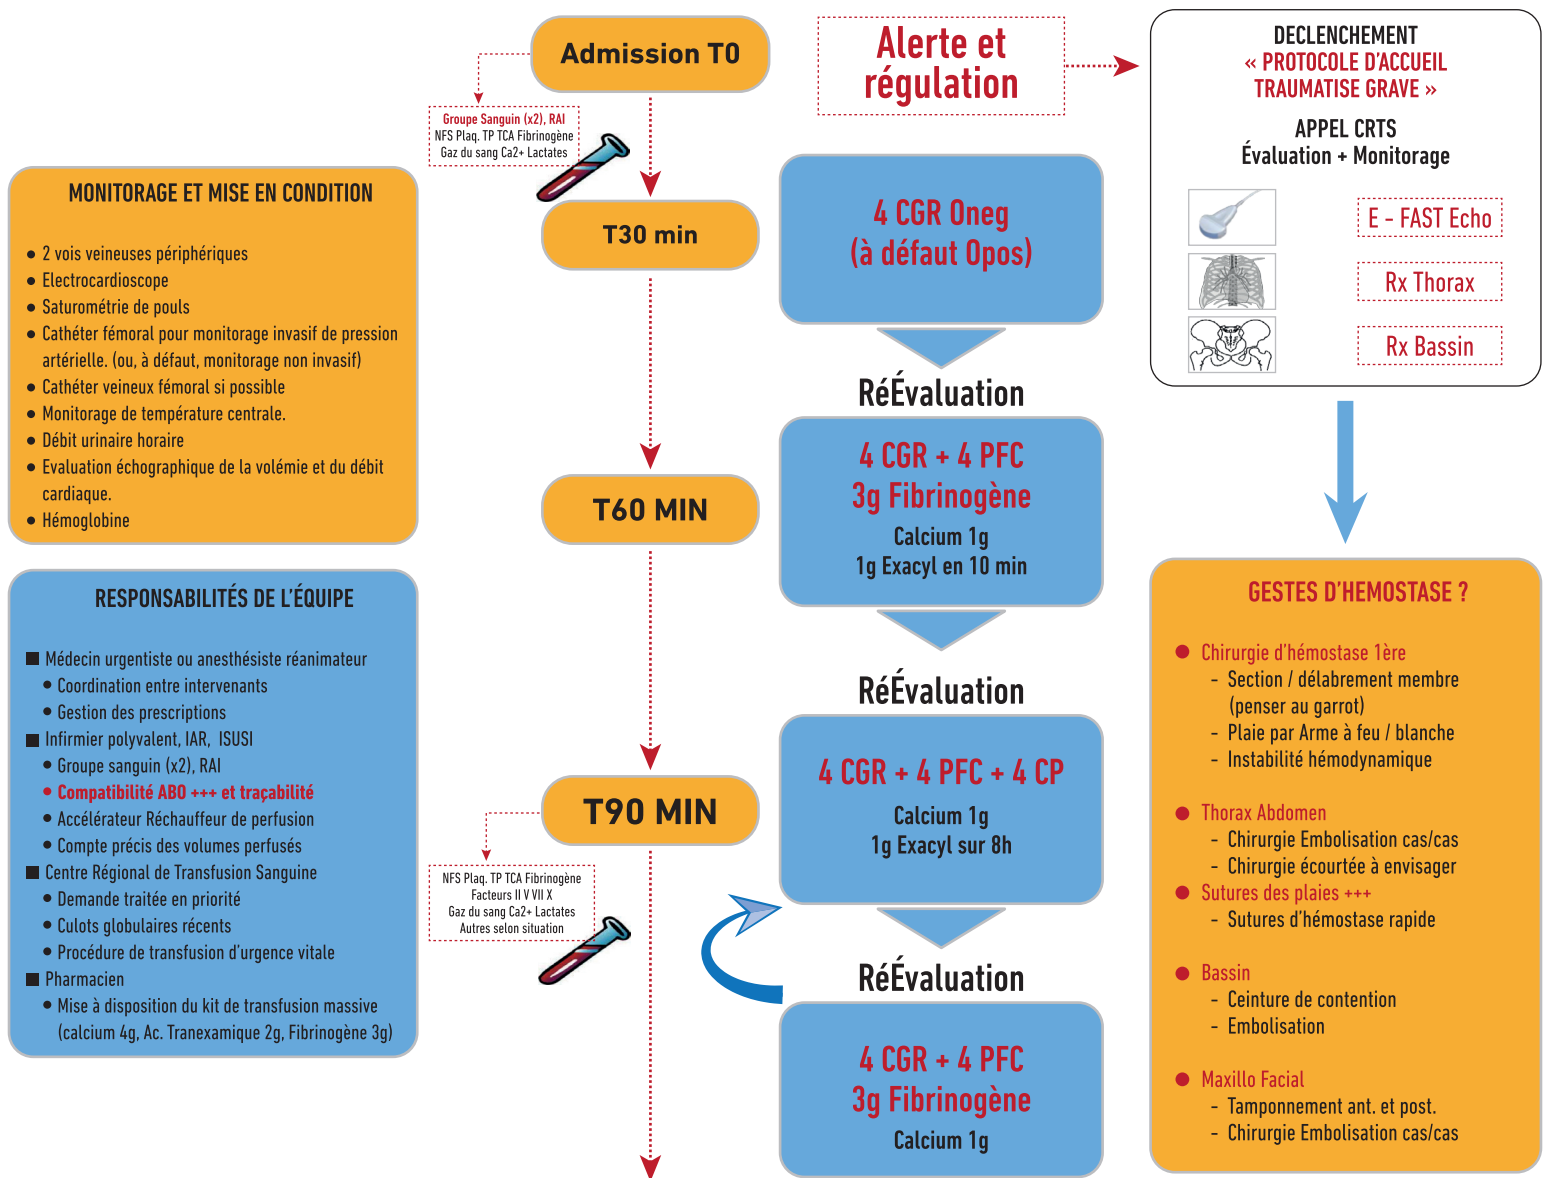 Admission T0
Groupe Sanguin (x2), RAI
NFS Plaq. TP TCA Fibrinogène
Gaz du sang Ca2+ Lactates
T30 min
T60 MIN
T90 MIN
NFS Plaq. TP TCA Fibrinogène
Facteurs II V VII X
Gaz du sang Ca2+ Lactates
Autres selon situation
MONITORAGE ET MISE EN CONDITION
• 2 vois veineuses périphériques
• Electrocardioscope
• Saturométrie de pouls
• Cathéter fémoral pour monitorage invasif de pression
artérielle. (ou, à défaut, monitorage non invasif)
• Cathéter veineux fémoral si possible
• Monitorage de température centrale.
• Débit urinaire horaire
• Evaluation échographique de la volémie et du débit
cardiaque.
• Hémoglobine
RESPONSABILITÉS DE L'ÉQUIPE
■ Médecin urgentiste ou anesthésiste réanimateur
• Coordination entre intervenants
• Gestion des prescriptions
■ Infirmier polyvalent, IAR, ISUSI
• Groupe sanguin (x2), RAI
• Compatibilité ABO +++ et traçabilité
• Accélérateur Réchauffeur de perfusion
• Compte précis des volumes perfusés
■ Centre Régional de Transfusion Sanguine
• Demande traitée en priorité
• Culots globulaires récents
• Procédure de transfusion d'urgence vitale
■ Pharmacien
• Mise à disposition du kit de transfusion massive
(calcium 4g, Ac. Tranexamique 2g, Fibrinogène 3g)
Alerte et
régulation
4 CGR Oneg
(à défaut Opos)
RéÉvaluation
4 CGR + 4 PFC
3g Fibrinogène
Calcium 1g
1g Exacyl en 10 min
RéÉvaluation
4 CGR + 4 PFC + 4 CP
Calcium 1g
1g Exacyl sur 8h
RéÉvaluation
4 CGR + 4 PFC
3g Fibrinogène
Calcium 1g
DECLENCHEMENT
« PROTOCOLE D'ACCUEIL
TRAUMATISE GRAVE »
APPEL CRTS
Évaluation + Monitorage
E - FAST Echo
Rx Thorax
Rx Bassin
GESTES D'HEMOSTASE ?
● Chirurgie d'hémostase 1ère
- Section / délabrement membre
(penser au garrot)
- Plaie par Arme à feu / blanche
- Instabilité hémodynamique
● Thorax Abdomen
- Chirurgie Embolisation cas/cas
- Chirurgie écourtée à envisager
● Sutures des plaies +++
- Sutures d'hémostase rapide
● Bassin
- Ceinture de contention
- Embolisation
● Maxillo Facial
- Tamponnement ant. et post.
- Chirurgie Embolisation cas/cas